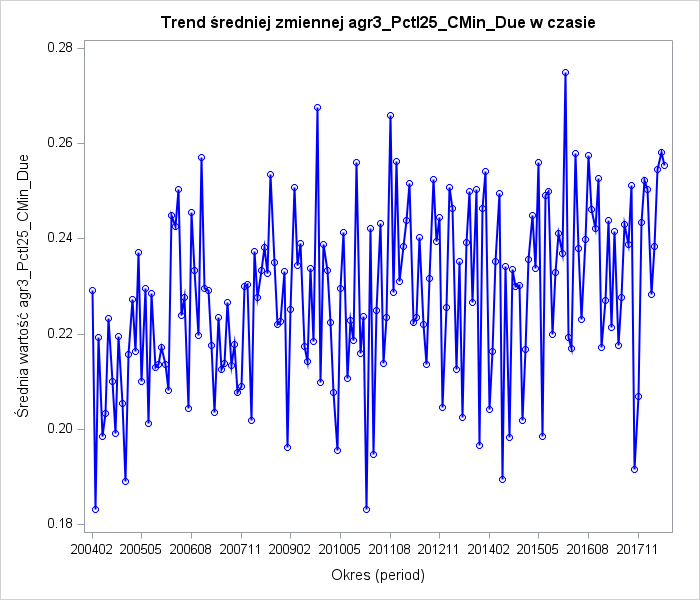 Trend średniej zmiennej agr3_Pctl25_CMin_Due w czasie
Średnia wartość agr3_Pctl25_CMin_Due
0.28
0.26
0.24
0.22
0.20
0.18
200402 200505 200608 200711 200902 201005 201108 201211 201402 201505 201608 201711
Okres (period)